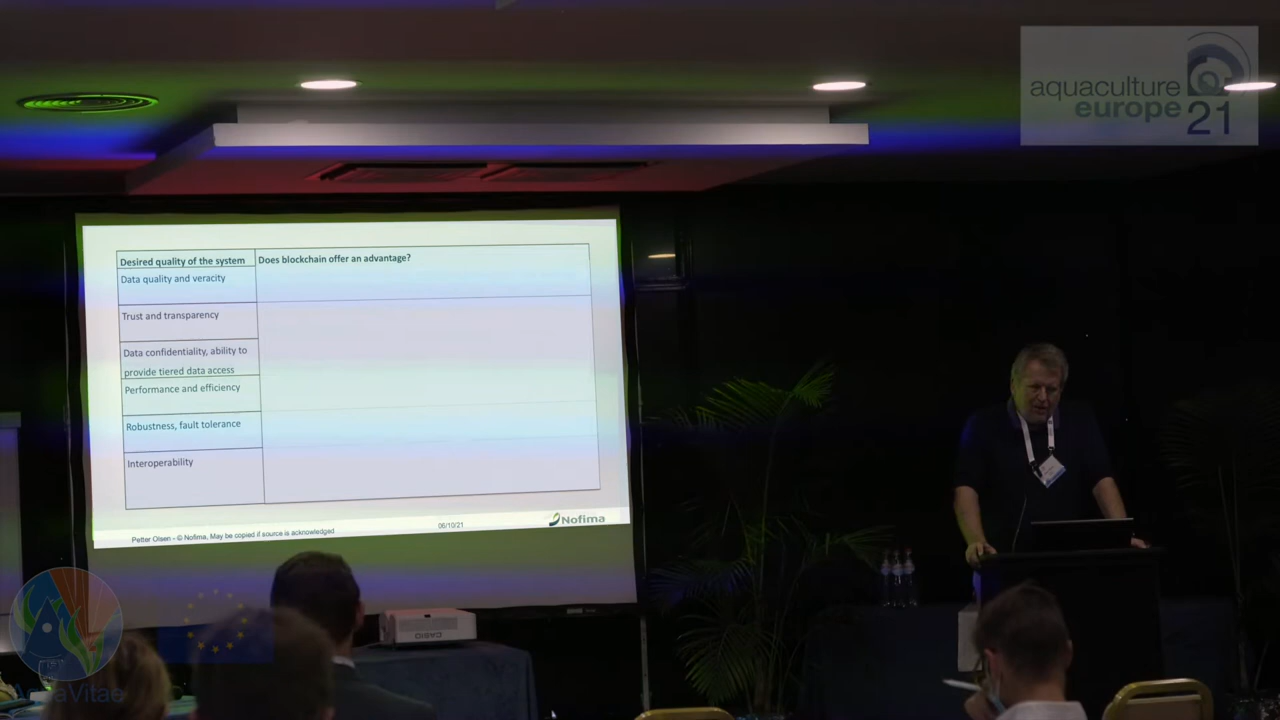 aquaculture
europe
21
Desired quality of the system
Does blockchain offer an advantage?
Data quality and veracity
Trust and transparency
Data confidentiality, ability to
provide tiered data access
Performance and efficiency
Robustness, fault tolerance
Interoperability
Petter Olsen - © Nofima, May be copied if source is acknowledged
06/10/21
Nofima
CASIO
AquaVitae